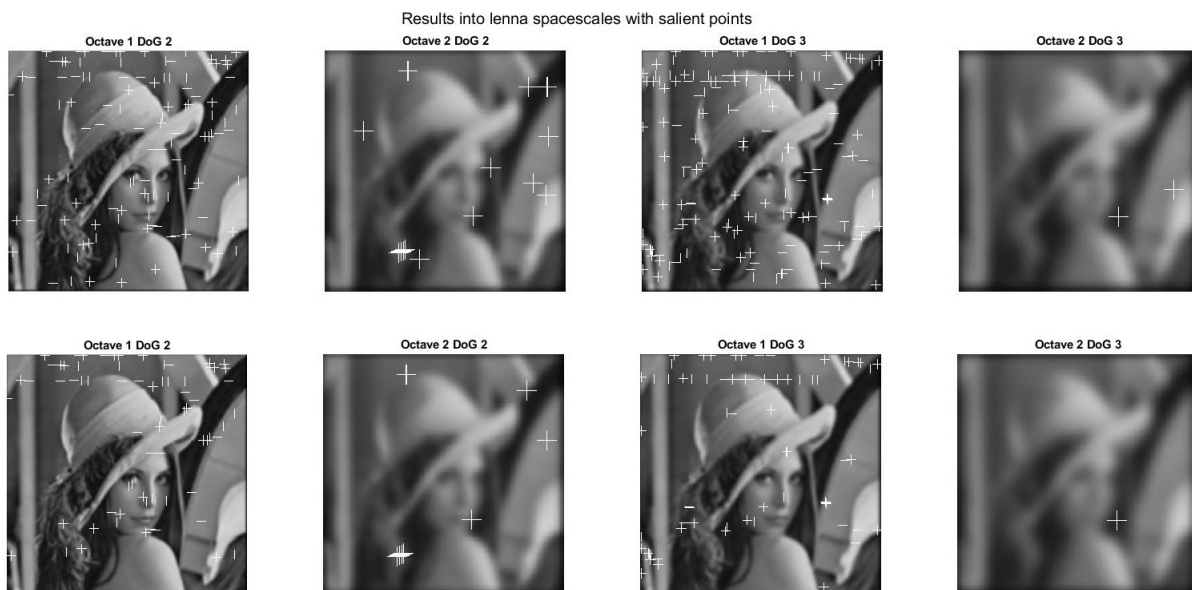 Results into lenna spacescales with salient points
Octave 1 DoG 2
Octave 2 DoG 2
Octave 1 DoG 3
Octave 2 DoG 3
Octave 1 DoG 2
Octave 2 DoG 2
Octave 1 DoG 3
Octave 2 DoG 3